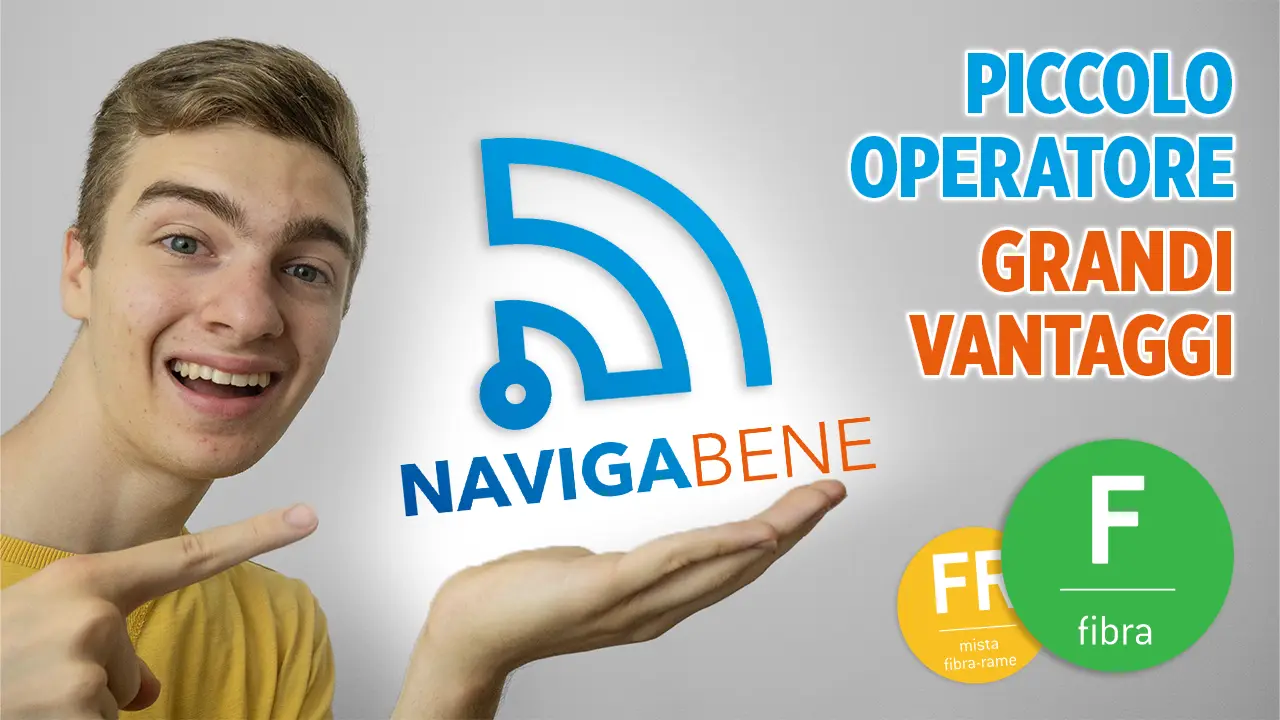 PICCOLO
OPERATORE
GRANDI
VANTAGGI
NAVIGABENE
F
fibra
FR
mista
fibra-rame